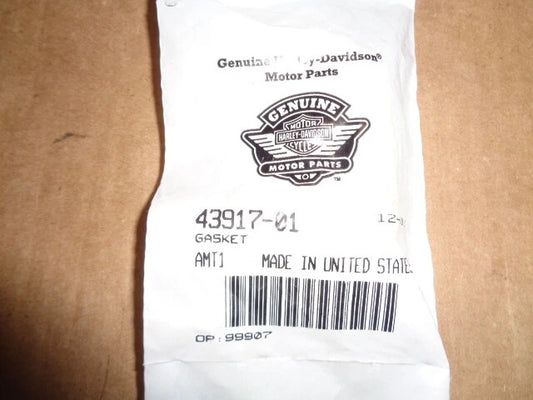 Genuine Harley-Davidson®
Motor Parts
GENUINE
MOTOR
HARLEY-DAVIDSON
CYCLES
MOTOR PARTS
™
43917-01
GASKET
AMT1 MADE IN UNITED STATES
OP:99907